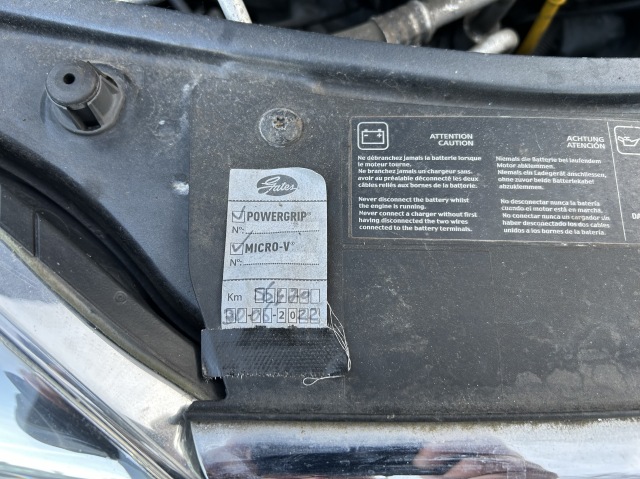 Gates
POWERGRIP™
N°:
MICRO-V®
N°:
Km
2022
ATTENTION
CAUTION
Ne débranchez jamais la batterie lorsque
le moteur tourne.
Ne branchez jamais un chargeur sans
avoir au préalable déconnecté les deux
câbles reliés aux bornes de la batterie.
Never disconnect the battery whilst
the engine is running.
Never connect a charger without first
having disconnected the two wires
connected to the battery terminals.
ACHTUNG
ATENCIÓN
Niemals die Batterie bei laufendem
Motor abklemmen.
Niemals ein Ladegerät anschliessen,
ohne zuvor beide Batteriekabel
abzuklemmen.
No desconectar nunca la batería
cuando el motor está en marcha.
No conectar nunca un cargador sin
haber desconectado los dos cables
conectados a los bornes de la batería.